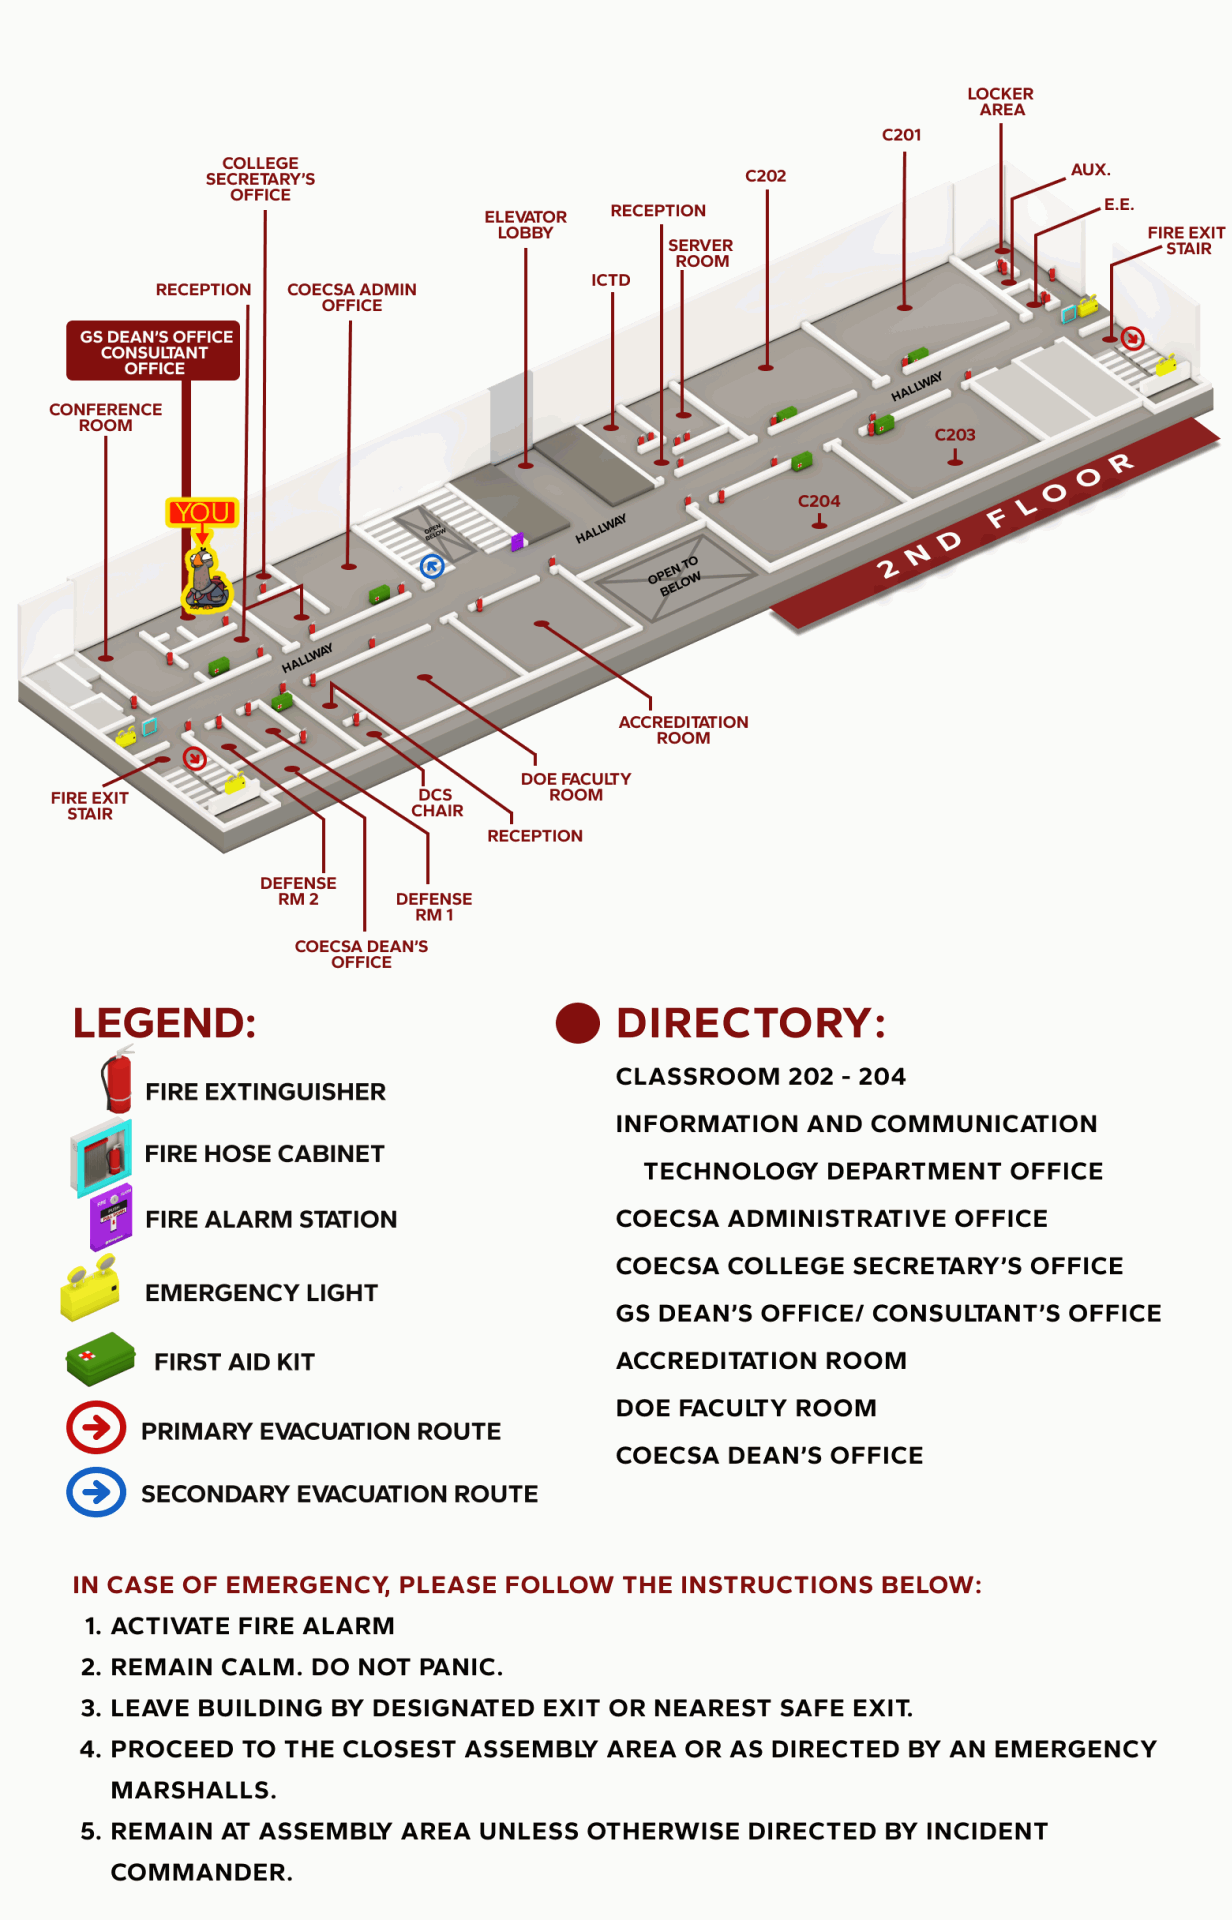 LOCKER
AREA
C201
COLLEGE
SECRETARY'S
OFFICE
C202
AUX.
E.E.
RECEPTION
ELEVATOR
LOBBY
FIRE EXIT
STAIR
SERVER
ROOM
ICTD
RECEPTION
COECSA ADMIN
OFFICE
GS DEAN'S OFFICE
CONSULTANT
OFFICE
CONFERENCE
ROOM
HALLWAY
C203
2ND FLOOR
C204
YOU
OPEN
BELOW
HALLWAY
OPEN TO
BELOW
HALLWAY
ACCREDITATION
ROOM
DOE FACULTY
ROOM
FIRE EXIT
STAIR
DCS
CHAIR
RECEPTION
DEFENSE
RM 2
DEFENSE
RM 1
COECSA DEAN'S
OFFICE
LEGEND:
FIRE EXTINGUISHER
FIRE HOSE CABINET
FIRE ALARM STATION
EMERGENCY LIGHT
FIRST AID KIT
PRIMARY EVACUATION ROUTE
SECONDARY EVACUATION ROUTE
DIRECTORY:
CLASSROOM 202 - 204
INFORMATION AND COMMUNICATION
TECHNOLOGY DEPARTMENT OFFICE
COECSA ADMINISTRATIVE OFFICE
COECSA COLLEGE SECRETARY'S OFFICE
GS DEAN'S OFFICE/ CONSULTANT'S OFFICE
ACCREDITATION ROOM
DOE FACULTY ROOM
COECSA DEAN'S OFFICE
IN CASE OF EMERGENCY, PLEASE FOLLOW THE INSTRUCTIONS BELOW:
1. ACTIVATE FIRE ALARM
2. REMAIN CALM. DO NOT PANIC.
3. LEAVE BUILDING BY DESIGNATED EXIT OR NEAREST SAFE EXIT.
4. PROCEED TO THE CLOSEST ASSEMBLY AREA OR AS DIRECTED BY AN EMERGENCY
MARSHALLS.
5. REMAIN AT ASSEMBLY AREA UNLESS OTHERWISE DIRECTED BY INCIDENT
COMMANDER.